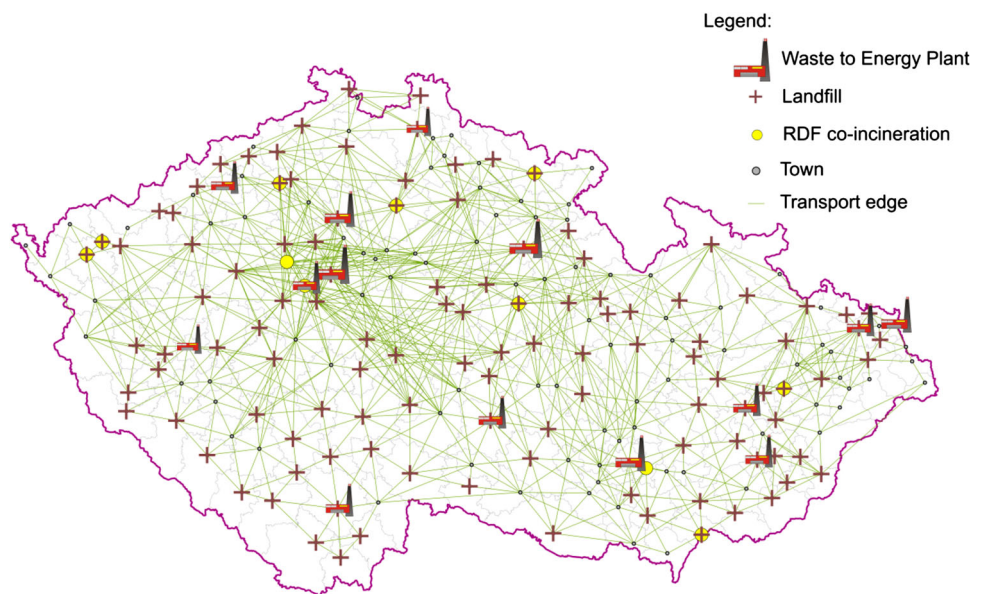 Legend:
Waste to Energy Plant
Landfill
RDF co-incineration
Town
Transport edge